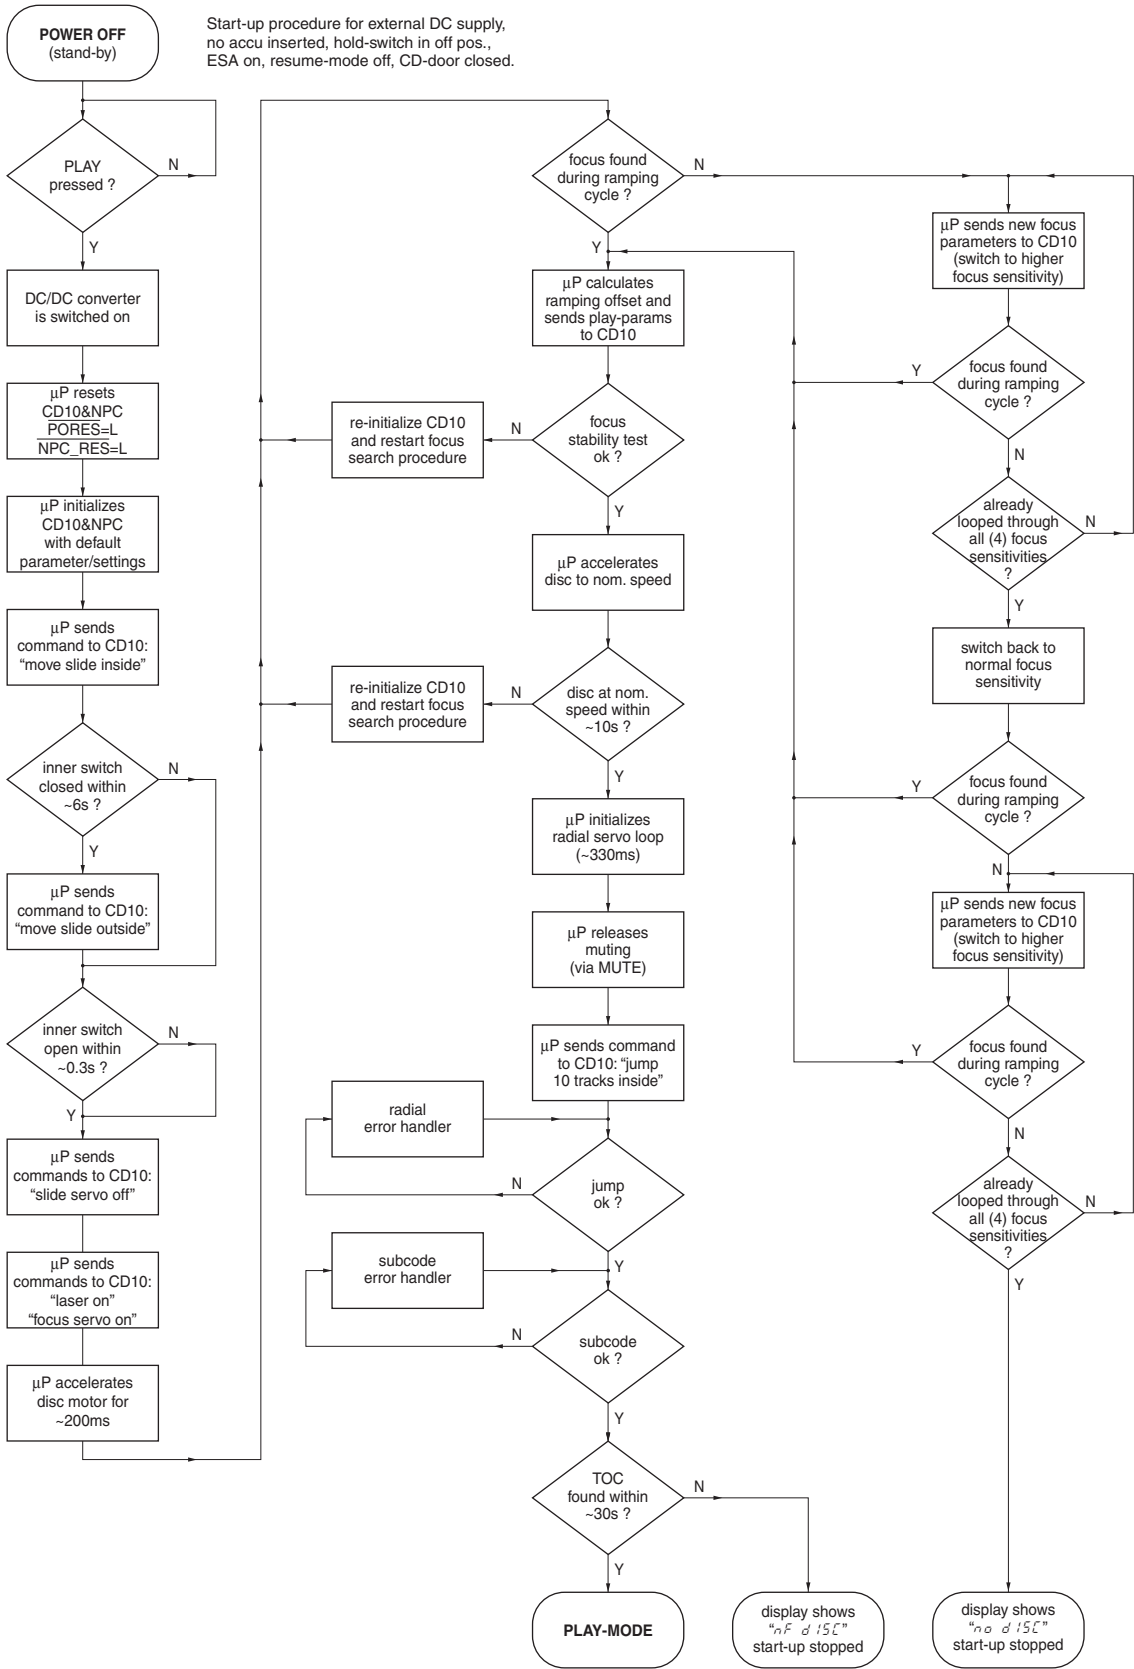 POWER OFF
(stand-by)
Start-up procedure for external DC supply,
no accu inserted, hold-switch in off pos.,
ESA on, resume-mode off, CD-door closed.
PLAY
pressed ?
N
Y
DC/DC converter
is switched on
µP resets
CD10&NPC
PORES=L
NPC_RES=L
µP initializes
CD10&NPC
with default
parameter/settings
µP sends
command to CD10:
“move slide inside”
inner switch
closed within
~6s ?
N
Y
µP sends
command to CD10:
“move slide outside”
inner switch
open within
~0.3s ?
N
Y
µP sends
commands to CD10:
“slide servo off”
µP sends
commands to CD10:
“laser on”
“focus servo on”
µP accelerates
disc motor for
~200ms
focus found
during ramping
cycle ?
N
Y
µP calculates
ramping offset and
sends play-params
to CD10
focus
stability test
ok ?
N
re-initialize CD10
and restart focus
search procedure
Y
µP accelerates
disc to nom. speed
disc at nom.
speed within
~10s ?
N
re-initialize CD10
and restart focus
search procedure
Y
µP initializes
radial servo loop
(~330ms)
µP releases
muting
(via MUTE)
µP sends command
to CD10: “jump
10 tracks inside”
radial
error handler
jump
ok ?
N
Y
subcode
error handler
subcode
ok ?
N
Y
TOC
found within
~30s ?
N
Y
PLAY-MODE
display shows
“nF dISC”
start-up stopped
µP sends new focus
parameters to CD10
(switch to higher
focus sensitivity)
focus found
during ramping
cycle ?
Y
N
already
looped through
all (4) focus
sensitivities
?
N
Y
switch back to
normal focus
sensitivity
focus found
during ramping
cycle ?
Y
N
µP sends new focus
parameters to CD10
(switch to higher
focus sensitivity)
focus found
during ramping
cycle ?
Y
N
already
looped through
all (4) focus
sensitivities
?
N
Y
display shows
“no dISC”
start-up stopped